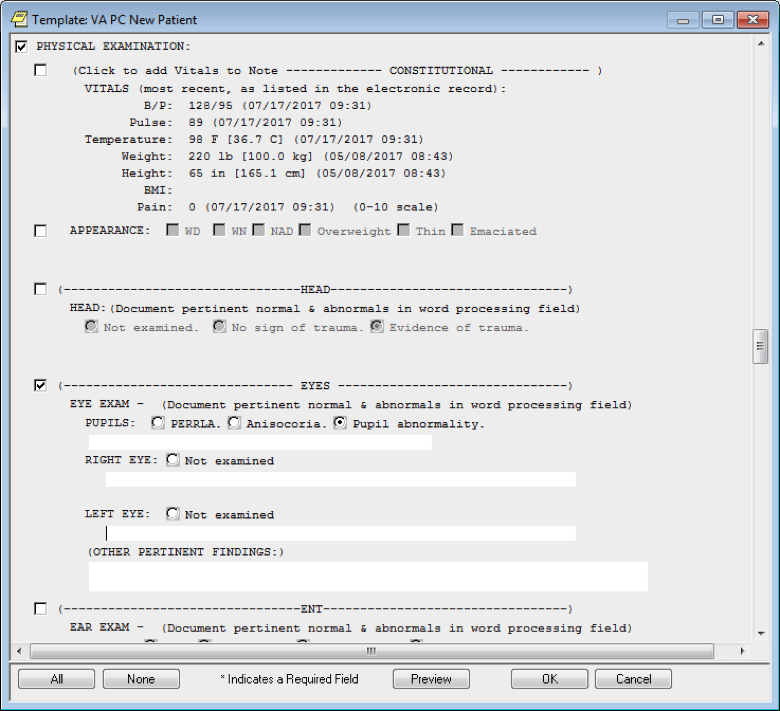 Template: VA PC New Patient
PHYSICAL EXAMINATION:
(Click to add Vitals to Note ------------- CONSTITUTIONAL ------------ )
VITALS (most recent, as listed in the electronic record):
B/P: 128/95 (07/17/2017 09:31)
Pulse: 89 (07/17/2017 09:31)
Temperature: 98 F [36.7 C] (07/17/2017 09:31)
Weight: 220 lb [100.0 kg] (05/08/2017 08:43)
Height: 65 in [165.1 cm] (05/08/2017 08:43)
BMI:
Pain: 0 (07/17/2017 09:31) (0-10 scale)
APPEARANCE: WD WN NAD Overweight Thin Emaciated
(--------------------------------HEAD--------------------------------)
HEAD:(Document pertinent normal & abnormals in word processing field)
Not examined. No sign of trauma. Evidence of trauma.
(------------------------------- EYES -------------------------------)
EYE EXAM - (Document pertinent normal & abnormals in word processing field)
PUPILS: PERRLA. Anisocoria. Pupil abnormality.
RIGHT EYE: Not examined
LEFT EYE: Not examined
(OTHER PERTINENT FINDINGS:)
(--------------------------------ENT---------------------------------)
EAR EXAM - (Document pertinent normal & abnormals in word processing field)
All None * Indicates a Required Field Preview OK Cancel